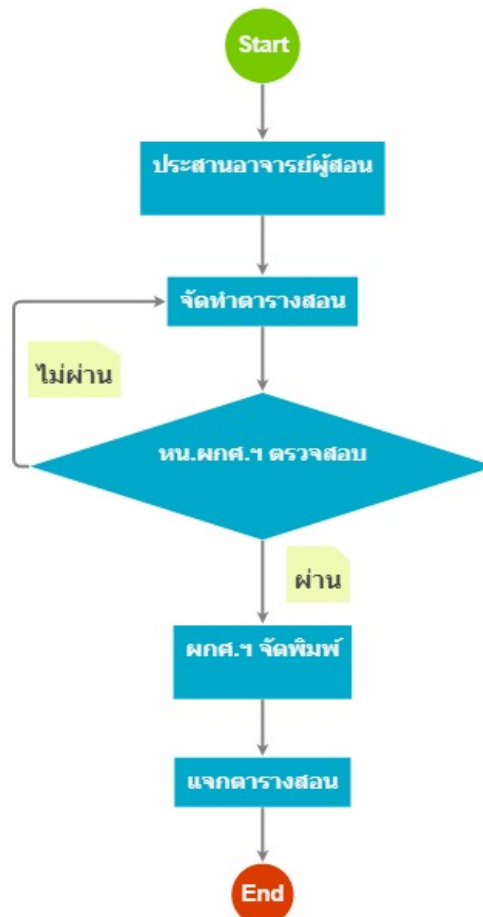 Start
ประสานอาจารย์ผู้สอน
จัดทำตารางสอน
ไม่ผ่าน
หน.ผกศ.ฯ ตรวจสอบ
ผ่าน
ผกศ.ฯ จัดพิมพ์
แจกตารางสอน
End